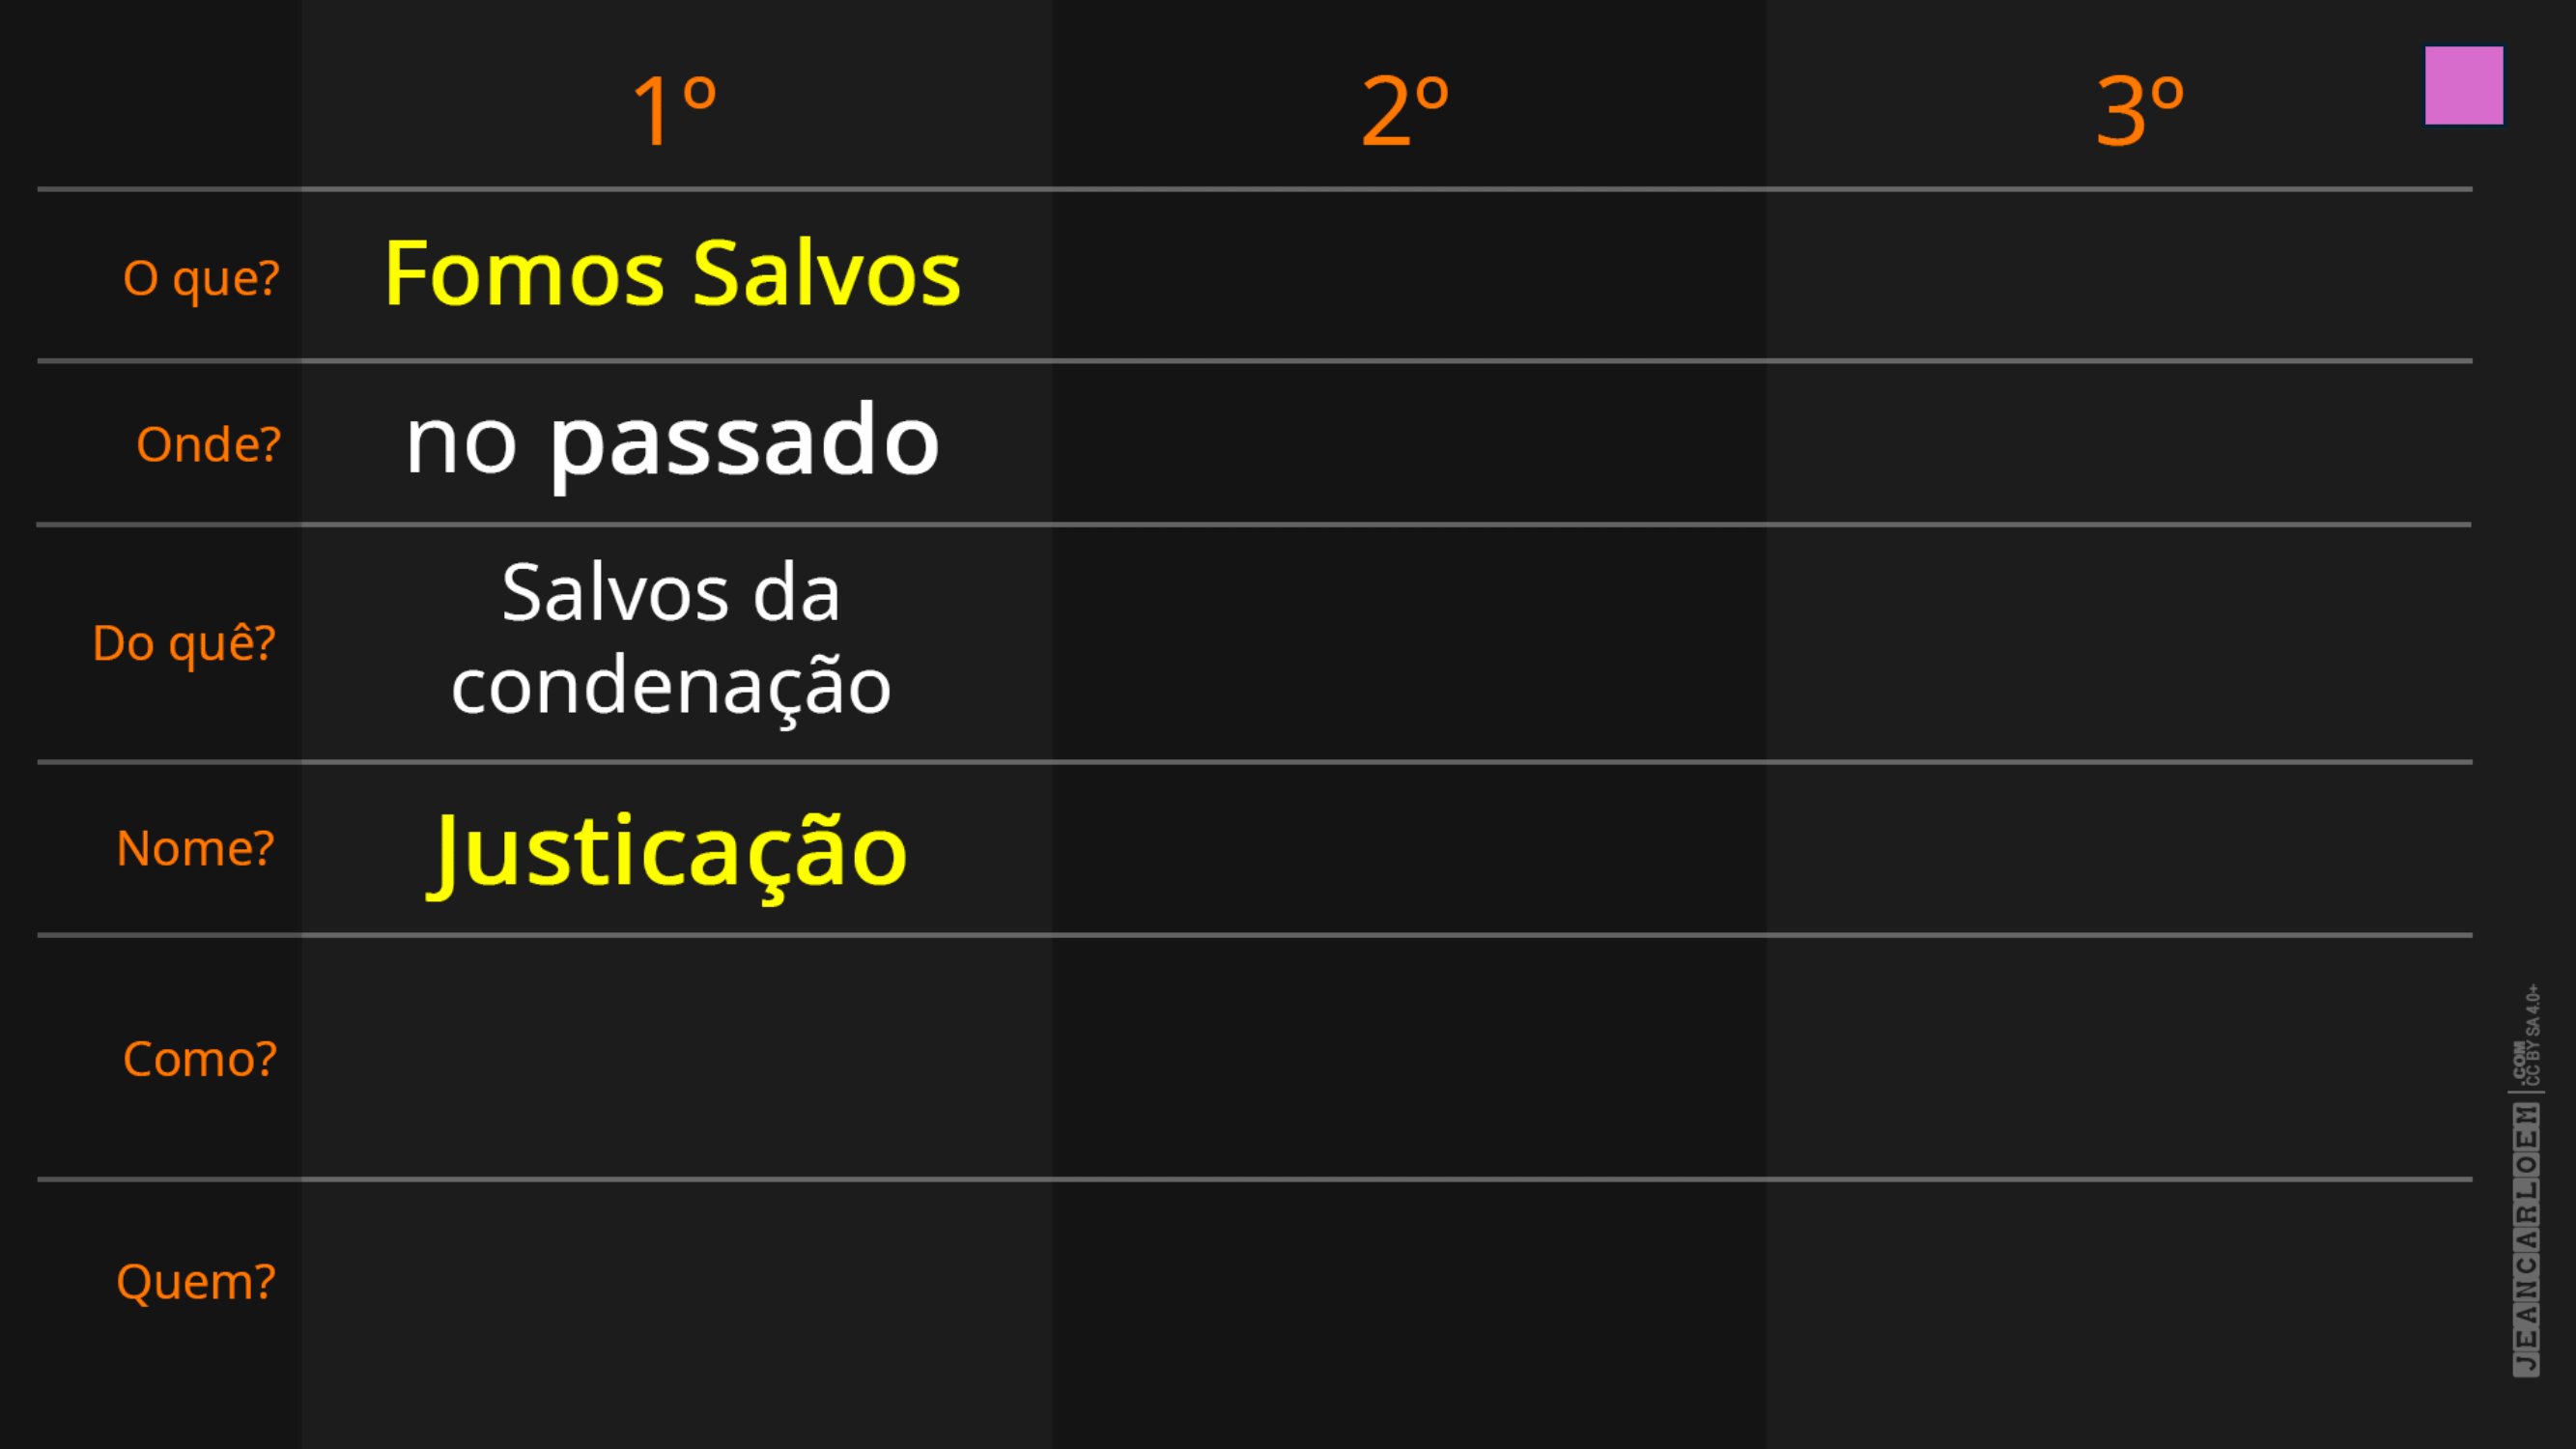 1º 2º 3º
O que? Fomos Salvos
Onde? no passado
Do quê? Salvos da
condenação
Nome? Justicação
Como?
Quem?
JEANCARLOEM .COM
CC BY SA 4.0+